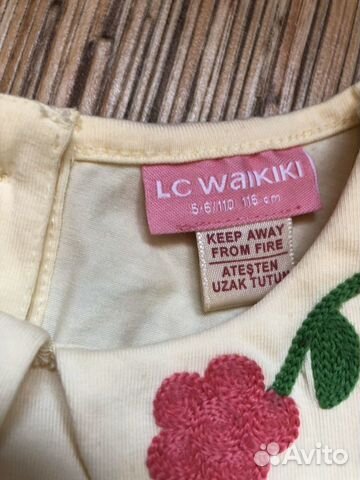 LC WAIKIKI
5-6/110 116 cm
KEEP AWAY
FROM FIRE
ATEŞTEN
UZAK TUTUN
Avito